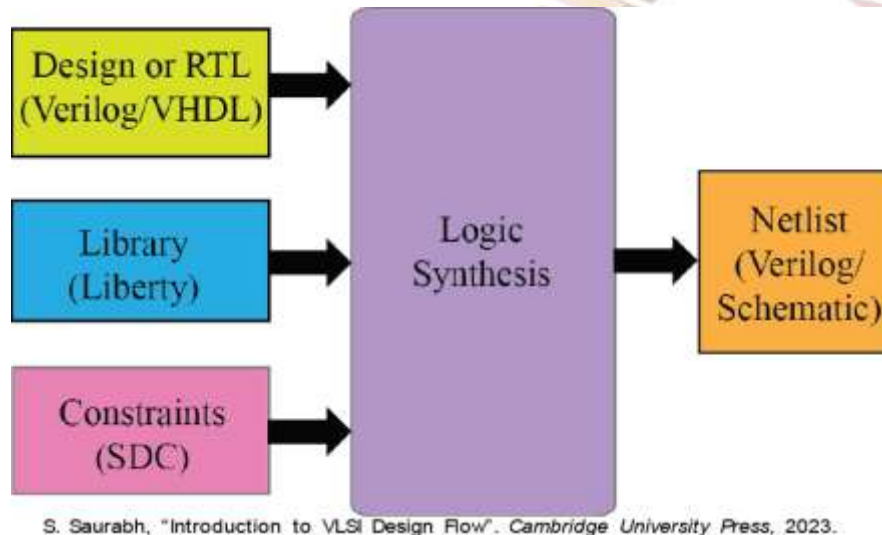 Design or RTL
(Verilog/VHDL)
Library
(Liberty)
Constraints
(SDC)
Logic
Synthesis
Netlist
(Verilog/
Schematic)
S. Saurabh, "Introduction to VLSI Design Flow". Cambridge University Press, 2023.